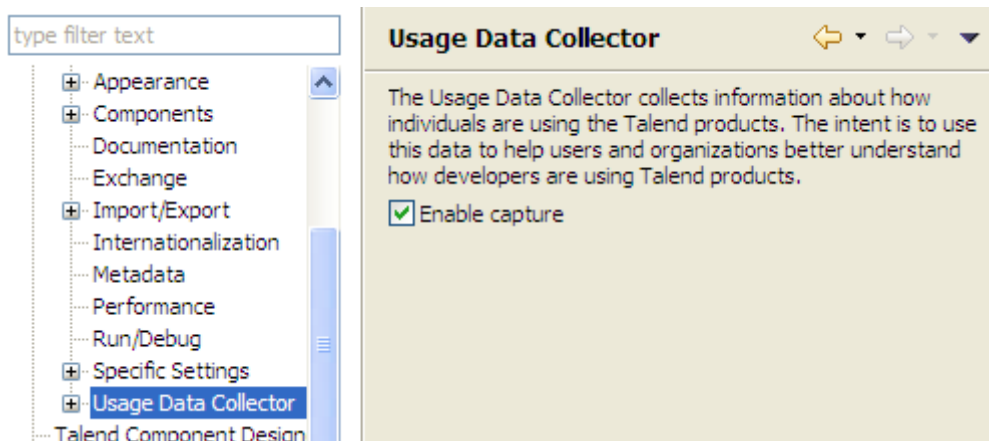 type filter text
Appearance
Components
Documentation
Exchange
Import/Export
Internationalization
Metadata
Performance
Run/Debug
Specific Settings
Usage Data Collector
Talend Component Design
Usage Data Collector
The Usage Data Collector collects information about how
individuals are using the Talend products. The intent is to use
this data to help users and organizations better understand
how developers are using Talend products.
Enable capture